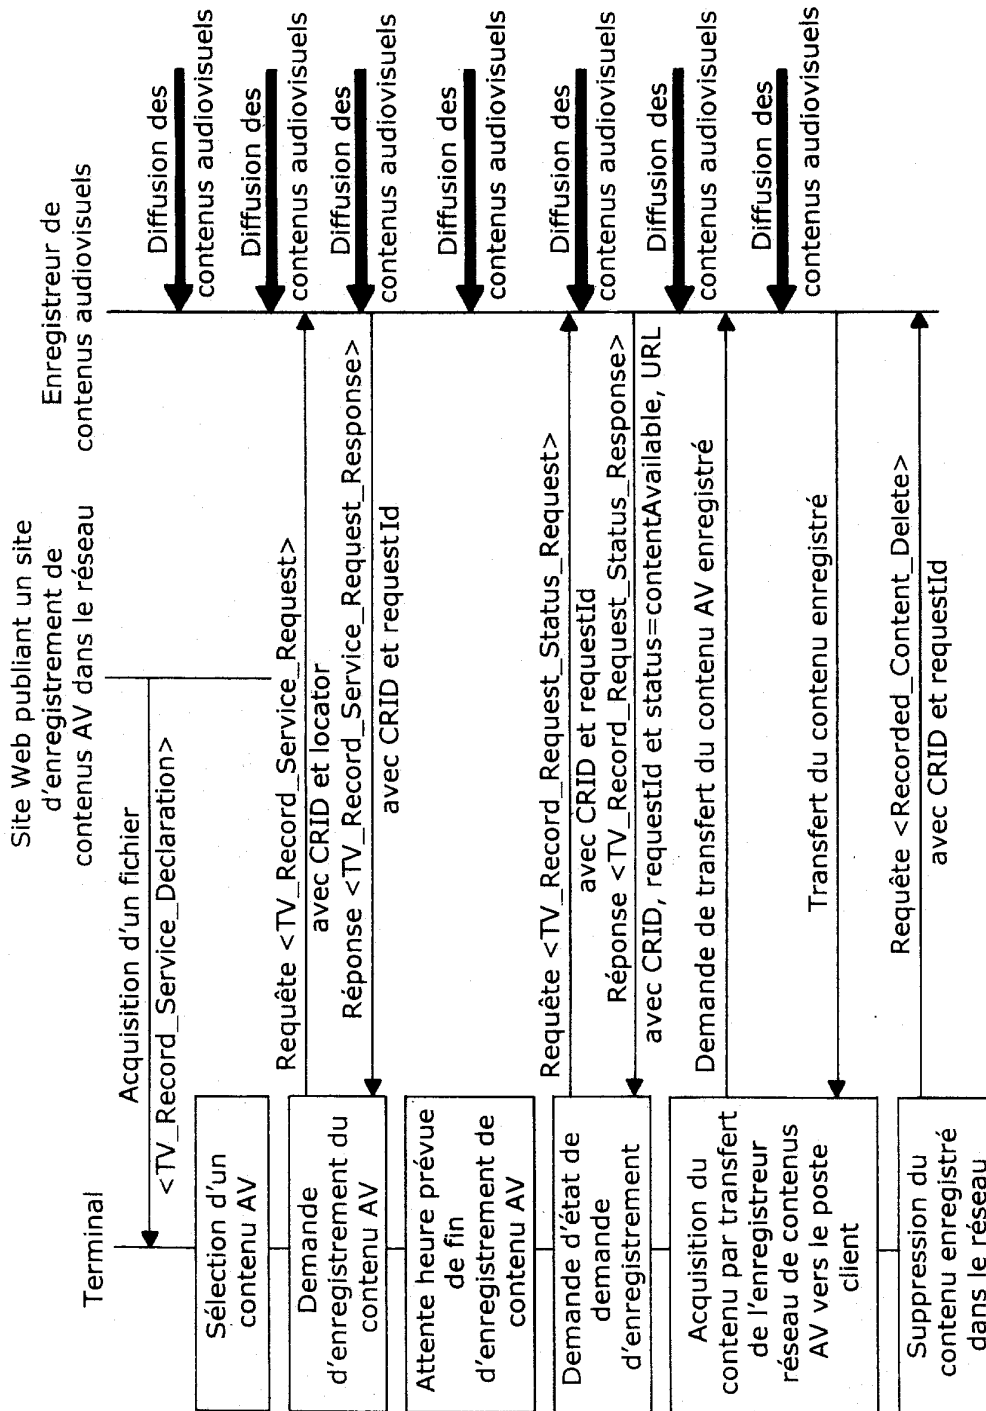 Terminal
Site Web publiant un site
d'enregistrement de
contenus AV dans le réseau
Enregistreur de
contenus audiovisuels
Acquisition d'un fichier
<TV_Record_Service_Declaration>
Diffusion des
contenus audiovisuels
Sélection d'un
contenu AV
Diffusion des
contenus audiovisuels
Demande
d'enregistrement du
contenu AV
Requête <TV_Record_Service_Request>
avec CRID et locator
Réponse <TV_Record_Service_Request_Response>
avec CRID et requestId
Diffusion des
contenus audiovisuels
Attente heure prévue
de fin
d'enregistrement de
contenu AV
Diffusion des
contenus audiovisuels
Demande d'état de
demande
d'enregistrement
Requête <TV_Record_Request_Status_Request>
avec CRID et requestId
Réponse <TV_Record_Request_Status_Response>
avec CRID, requestId et status=contentAvailable, URL
Diffusion des
contenus audiovisuels
Acquisition du
contenu par transfert
de l'enregistreur
réseau de contenus
AV vers le poste
client
Demande de transfert du contenu AV enregistré
Diffusion des
contenus audiovisuels
Transfert du contenu enregistré
Diffusion des
contenus audiovisuels
Suppression du
contenu enregistré
dans le réseau
Requête <Recorded_Content_Delete>
avec CRID et requestId